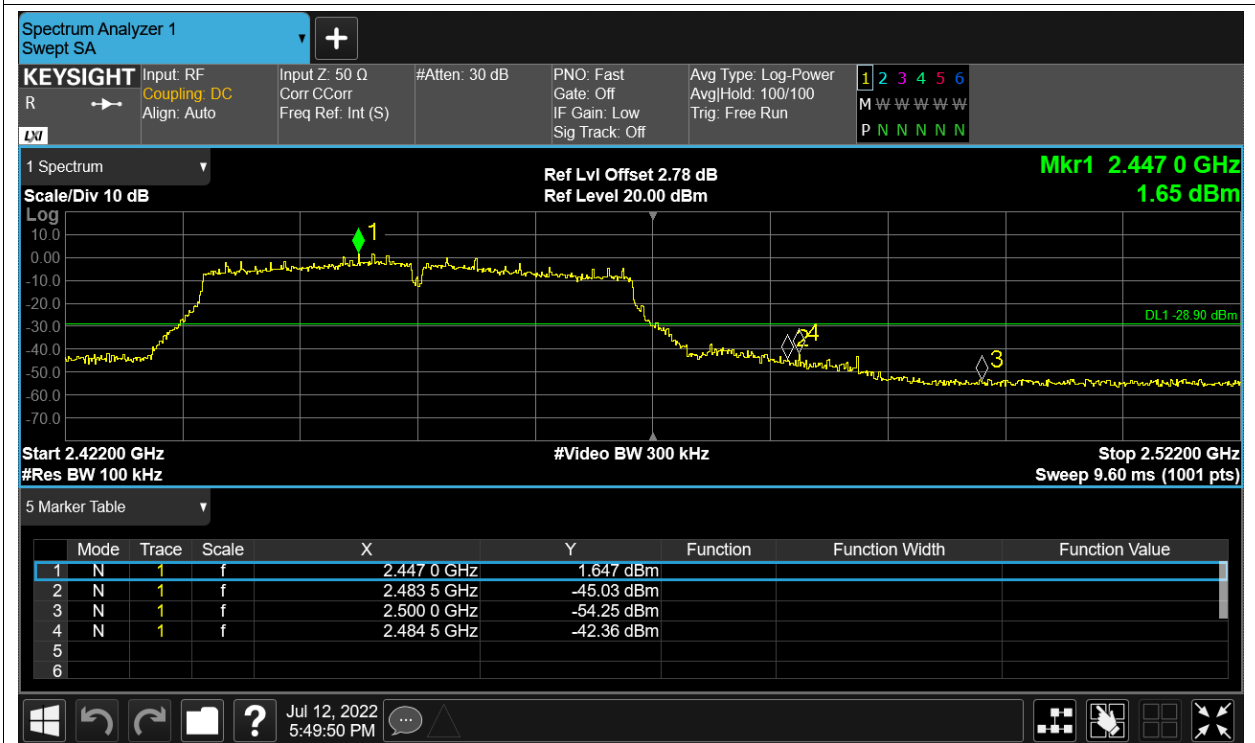 Spectrum Analyzer 1
Swept SA
KEYSIGHT
R
LXI
Input: RF
Coupling: DC
Align: Auto
Input Z: 50 Ω
Corr CCorr
Freq Ref: Int (S)
#Atten: 30 dB
PNO: Fast
Gate: Off
IF Gain: Low
Sig Track: Off
Avg Type: Log-Power
Avg|Hold: 100/100
Trig: Free Run
1 2 3 4 5 6
M W W W W W
P N N N N N
1 Spectrum
Scale/Div 10 dB
Ref Lvl Offset 2.78 dB
Ref Level 20.00 dBm
Mkr1 2.447 0 GHz
1.65 dBm
Log
10.0
0.00
-10.0
-20.0
-30.0
-40.0
-50.0
-60.0
-70.0
1
2
4
3
DL1 -28.90 dBm
Start 2.42200 GHz
#Video BW 300 kHz
Stop 2.52200 GHz
#Res BW 100 kHz
Sweep 9.60 ms (1001 pts)
5 Marker Table
Mode Trace Scale X Y Function Function Width Function Value
1 N 1 f 2.447 0 GHz 1.647 dBm
2 N 1 f 2.483 5 GHz -45.03 dBm
3 N 1 f 2.500 0 GHz -54.25 dBm
4 N 1 f 2.484 5 GHz -42.36 dBm
5
6
?
Jul 12, 2022
5:49:50 PM